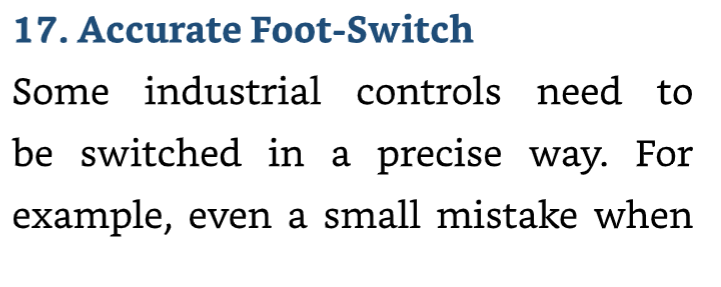 17. Accurate Foot-Switch
Some industrial controls need to
be switched in a precise way. For
example, even a small mistake when